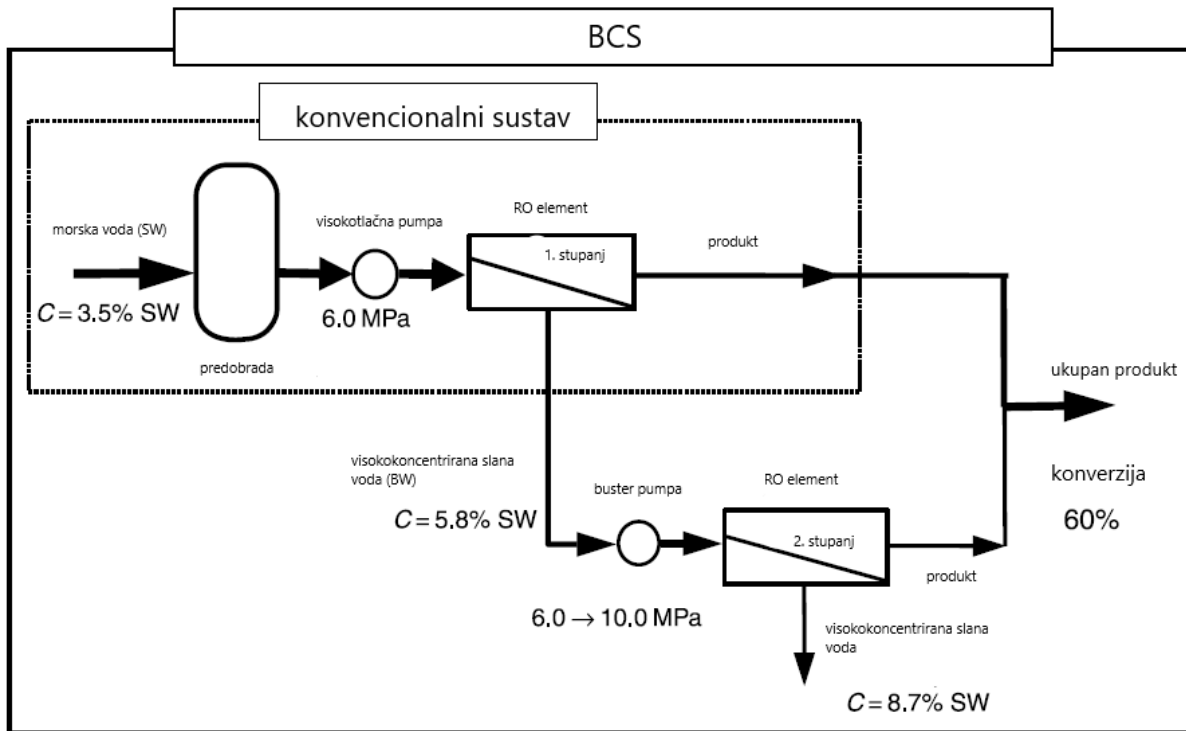 BCS
konvencionalni sustav
morska voda (SW)
C = 3.5% SW
predobrada
visokotlačna pumpa
6.0 MPa
RO element
1. stupanj
produkt
ukupan produkt
konverzija
60%
visokokoncentrirana slana
voda (BW)
C = 5.8% SW
buster pumpa
6.0 → 10.0 MPa
RO element
2. stupanj
produkt
visokokoncentrirana slana
voda
C = 8.7% SW